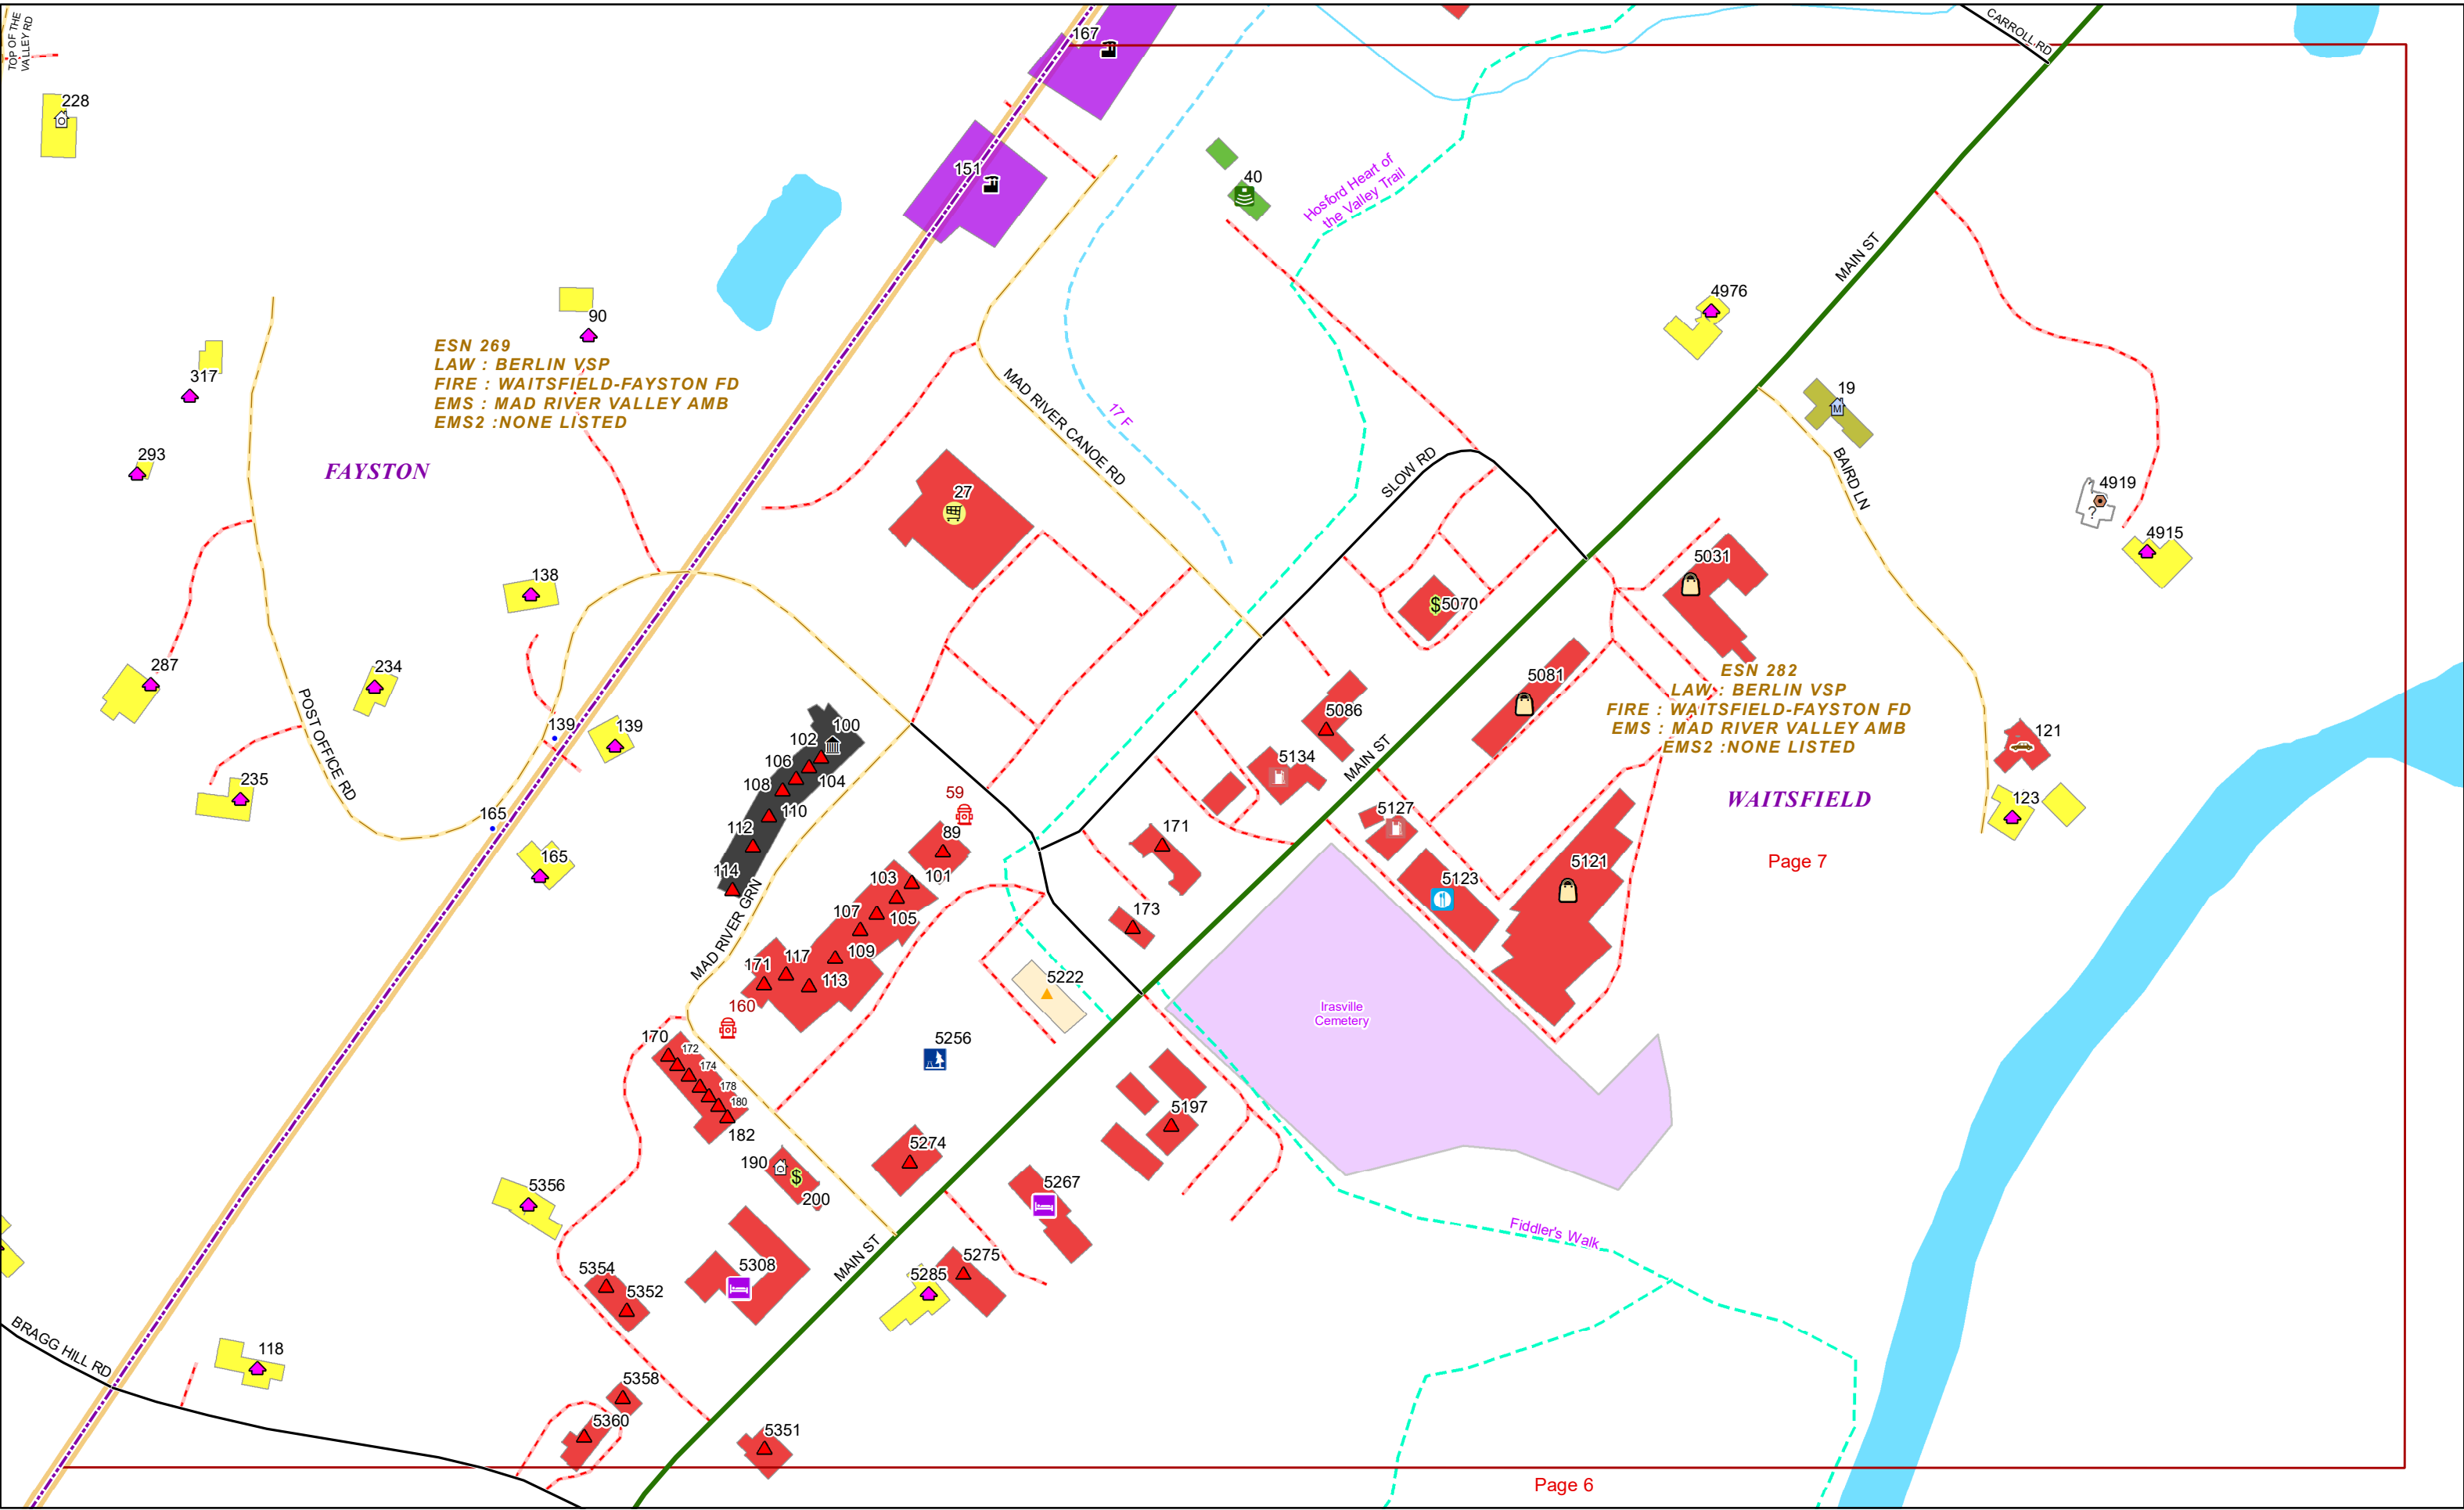 TOP OF THE
VALLEY RD
167
CARROLL RD
228
151
40
Hosford Heart of
the Valley Trail
MAIN ST
4976
90
ESN 269
LAW : BERLIN VSP
FIRE : WAITSFIELD-FAYSTON FD
EMS : MAD RIVER VALLEY AMB
EMS2 :NONE LISTED
317
MAD RIVER CANOE RD
17 F
19
M
BAIRD LN
293
FAYSTON
27
SLOW RD
4919
?
4915
138
$
5070
5031
287
234
POST OFFICE RD
139
139
100
102
104
106
108
110
112
114
5086
5081
ESN 282
LAW : BERLIN VSP
FIRE : WAITSFIELD-FAYSTON FD
EMS : MAD RIVER VALLEY AMB
EMS2 :NONE LISTED
121
5134
MAIN ST
235
165
59
89
171
5127
WAITSFIELD
123
165
103
101
107
105
MAD RIVER GRN
109
117
171
113
173
5123
5121
Page 7
160
5222
Irasville
Cemetery
170
172
174
178
180
182
5256
5197
190
$
200
5274
5356
5267
Fiddler's Walk
5308
MAIN ST
5275
5285
5354
5352
BRAGG HILL RD
118
5358
5360
5351
Page 6